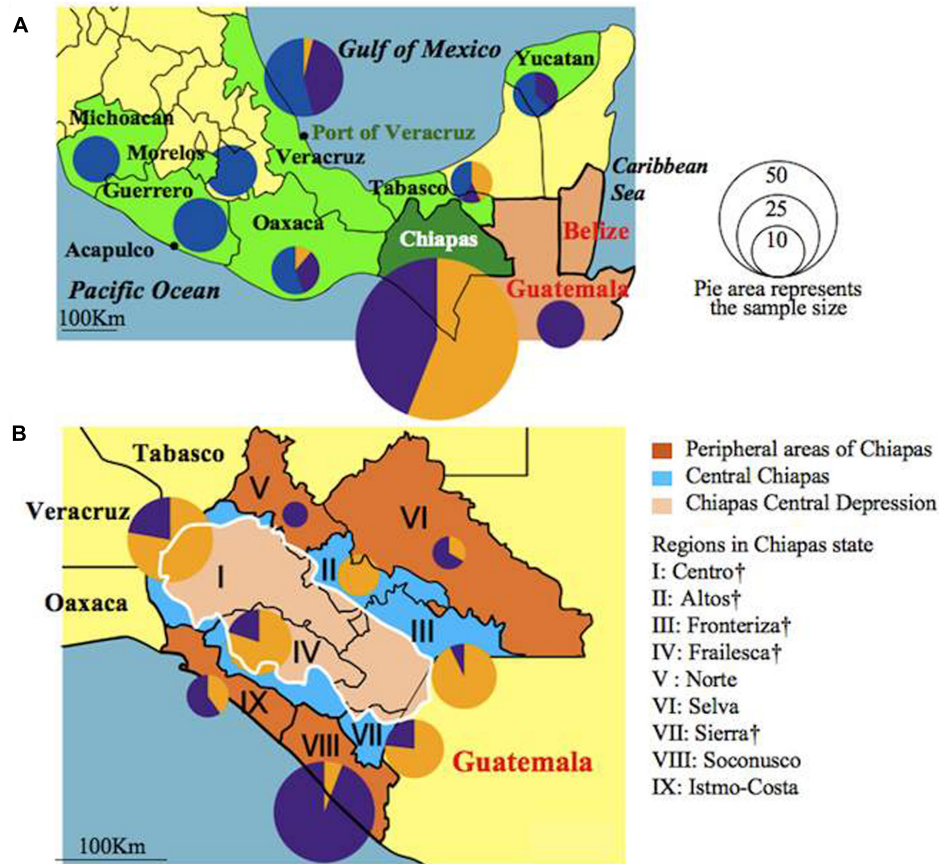 A
Gulf of Mexico
Yucatan
Michoacan
Port of Veracruz
Morelos
Veracruz
Caribbean
Sea
Guerrero
Tabasco
Oaxaca
Belize
Acapulco
Chiapas
Pacific Ocean
Guatemala
100Km
50
25
10
Pie area represents
the sample size
B
Tabasco
V
Veracruz
VI
I
II
Oaxaca
III
IV
IX
VIII
VII
Guatemala
100Km
Peripheral areas of Chiapas
Central Chiapas
Chiapas Central Depression
Regions in Chiapas state
I: Centro†
II: Altos†
III: Fronteriza†
IV: Frailesca†
V : Norte
VI: Selva
VII: Sierra†
VIII: Soconusco
IX: Istmo-Costa